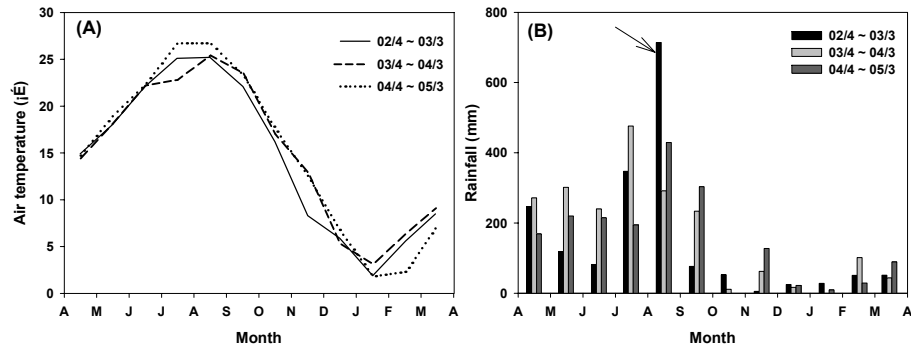 (A)
02/4 ~ 03/3
03/4 ~ 04/3
04/4 ~ 05/3
Air temperature (¡É)
30
25
20
15
10
5
0
A M J J A S O N D J F M A
Month
(B)
02/4 ~ 03/3
03/4 ~ 04/3
04/4 ~ 05/3
Rainfall (mm)
800
600
400
200
0
A M J J A S O N D J F M A
Month